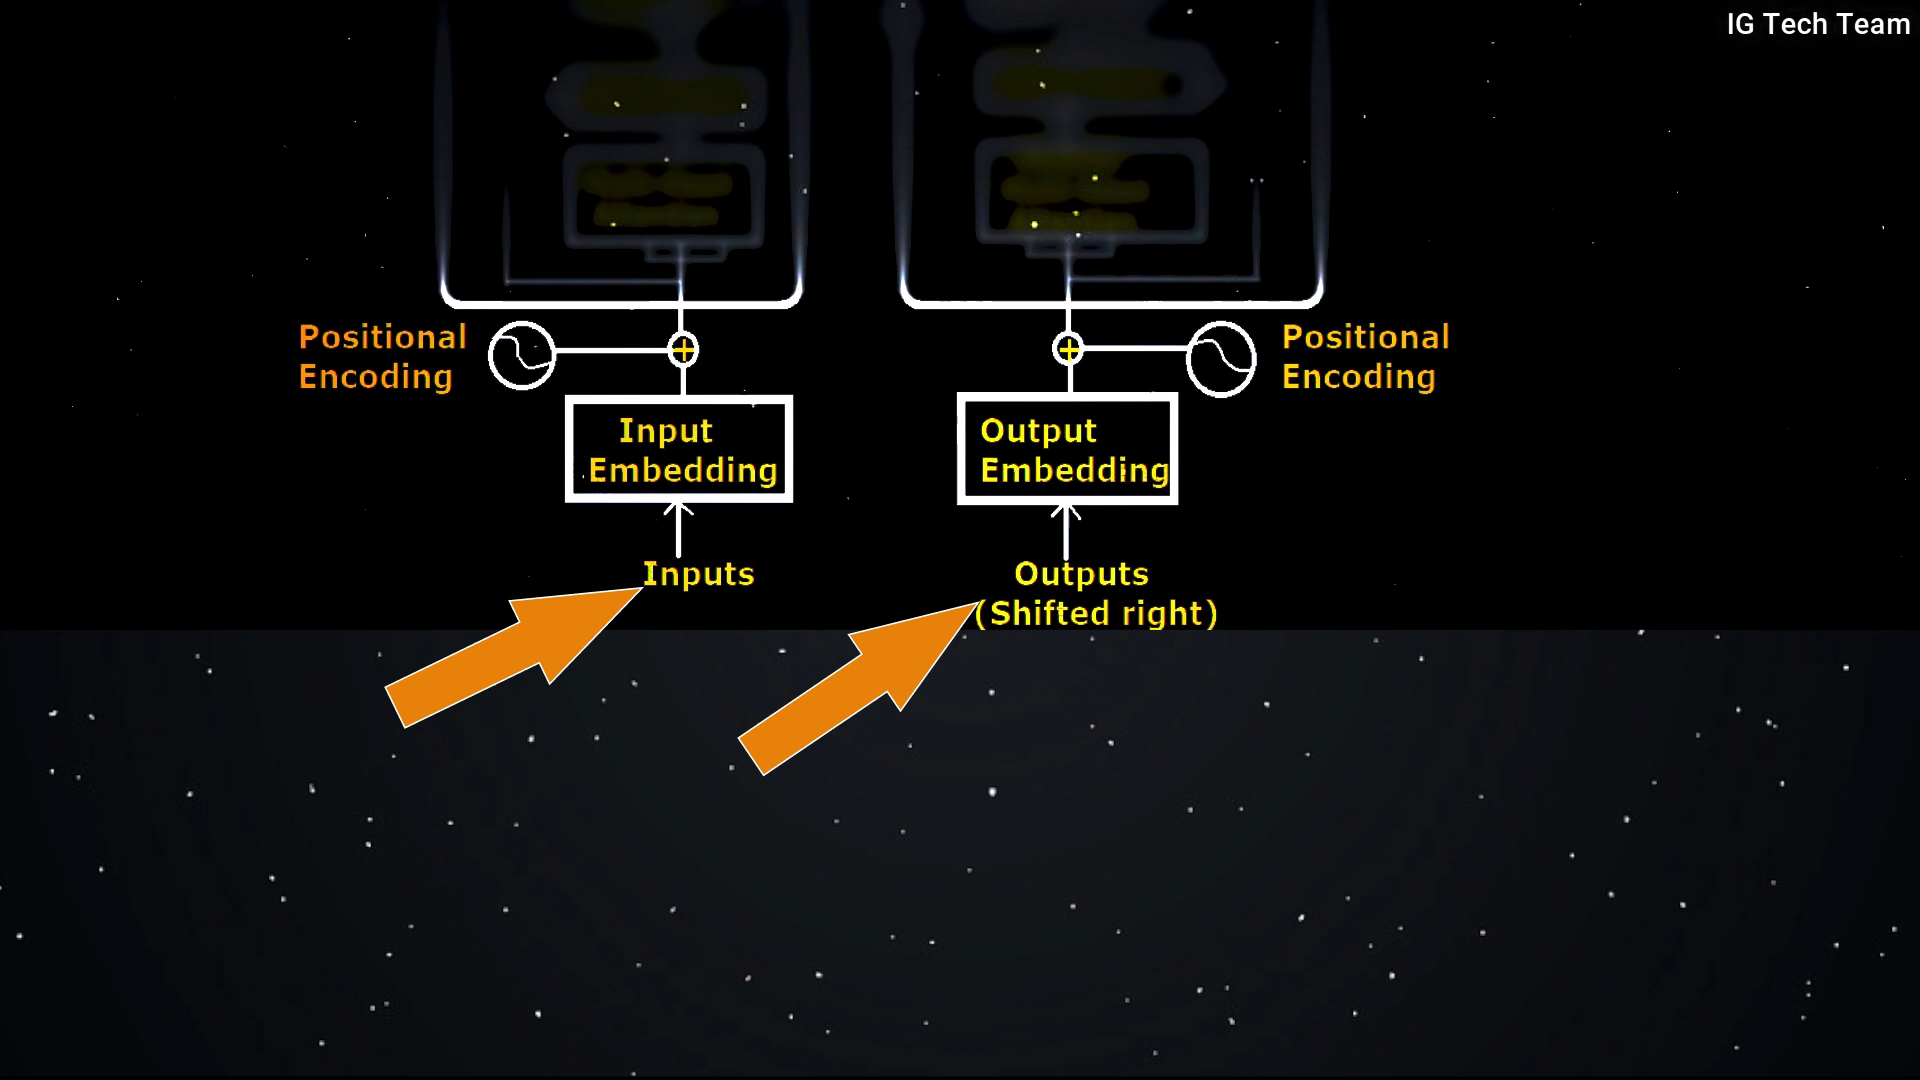 IG Tech Team
Positional
Encoding
Input
Embedding
Inputs
Output
Embedding
Outputs
(Shifted right)
Positional
Encoding